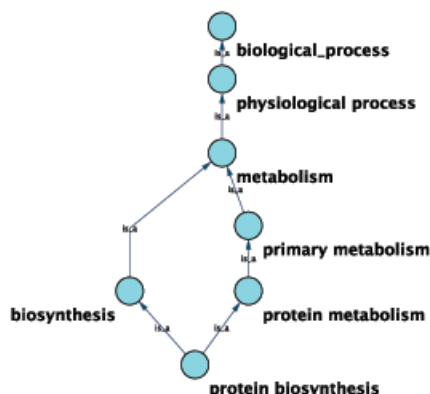 is_a
biological_process
physiological process
is_a
metabolism
is_a
is_a
primary metabolism
is_a
biosynthesis
protein metabolism
is_a
is_a
protein biosynthesis